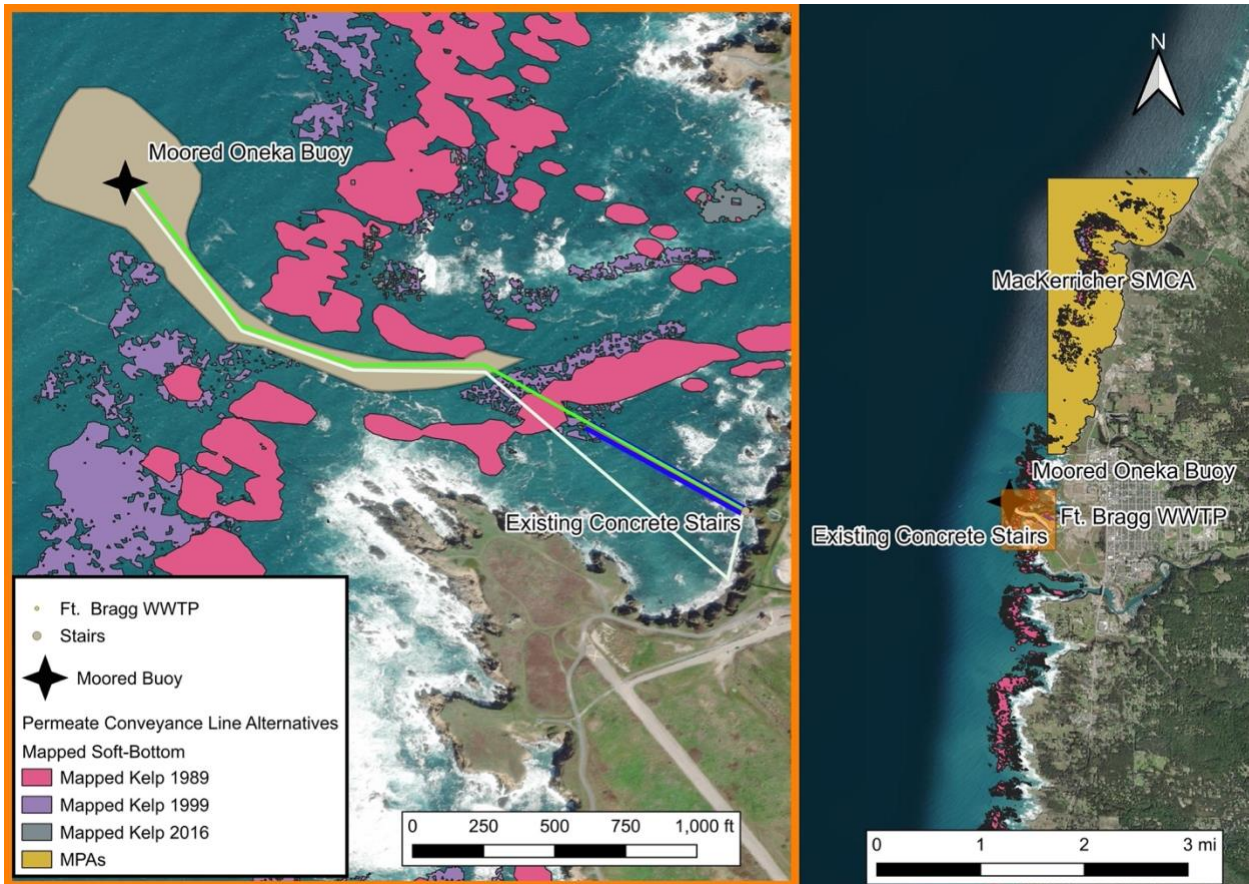 Moored Oneka Buoy
Existing Concrete Stairs
Ft. Bragg WWTP
Stairs
Moored Buoy
Permeate Conveyance Line Alternatives
Mapped Soft-Bottom
Mapped Kelp 1989
Mapped Kelp 1999
Mapped Kelp 2016
MPAs
0 250 500 750 1,000 ft
N
MacKerricher SMCA
Moored Oneka Buoy
Ft. Bragg WWTP
Existing Concrete Stairs
0 1 2 3 mi